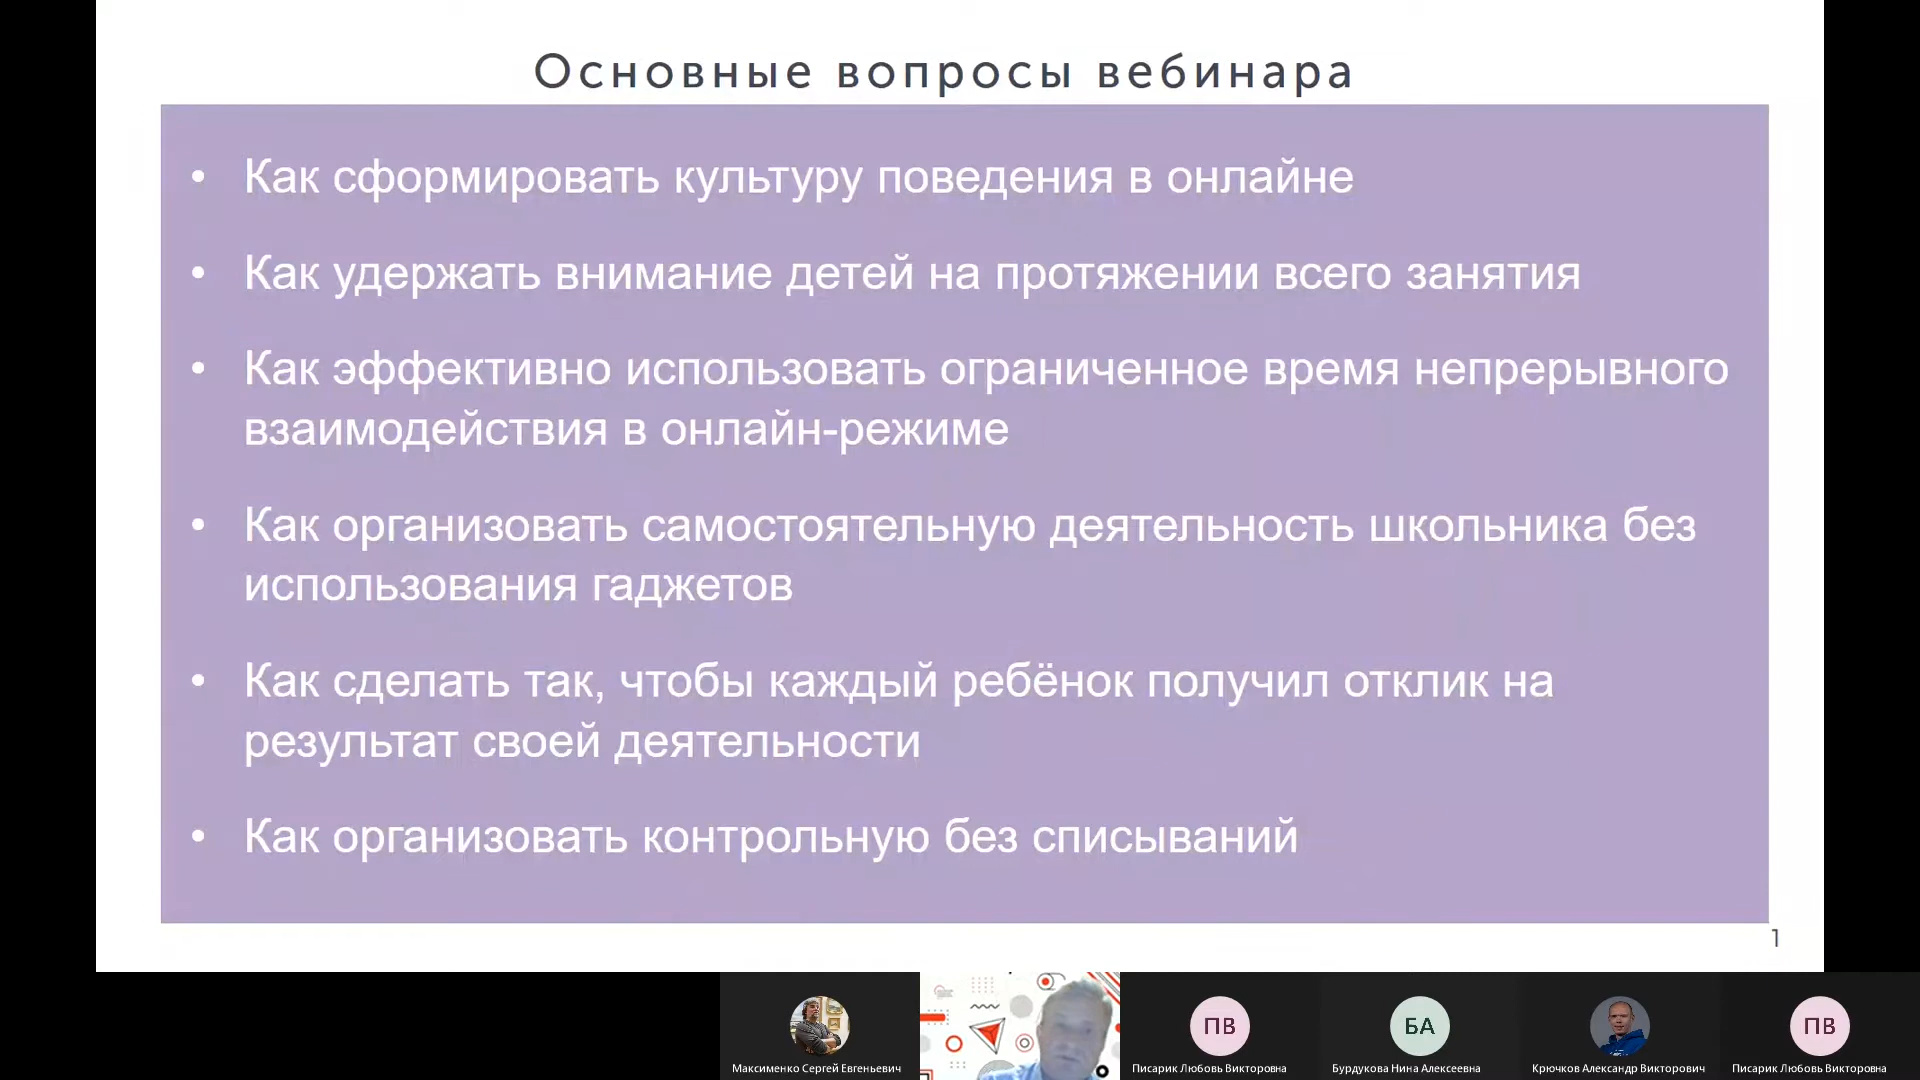 Основные вопросы вебинара
• Как сформировать культуру поведения в онлайне
• Как удержать внимание детей на протяжении всего занятия
• Как эффективно использовать ограниченное время непрерывного
взаимодействия в онлайн-режиме
• Как организовать самостоятельную деятельность школьника без
использования гаджетов
• Как сделать так, чтобы каждый ребёнок получил отклик на
результат своей деятельности
• Как организовать контрольную без списываний
1
ПВ
БА
ПВ
Максименко Сергей Евгеньевич
Писарик Любовь Викторовна
Бурдукова Нина Алексеевна
Крючков Александр Викторович
Писарик Любовь Викторовна